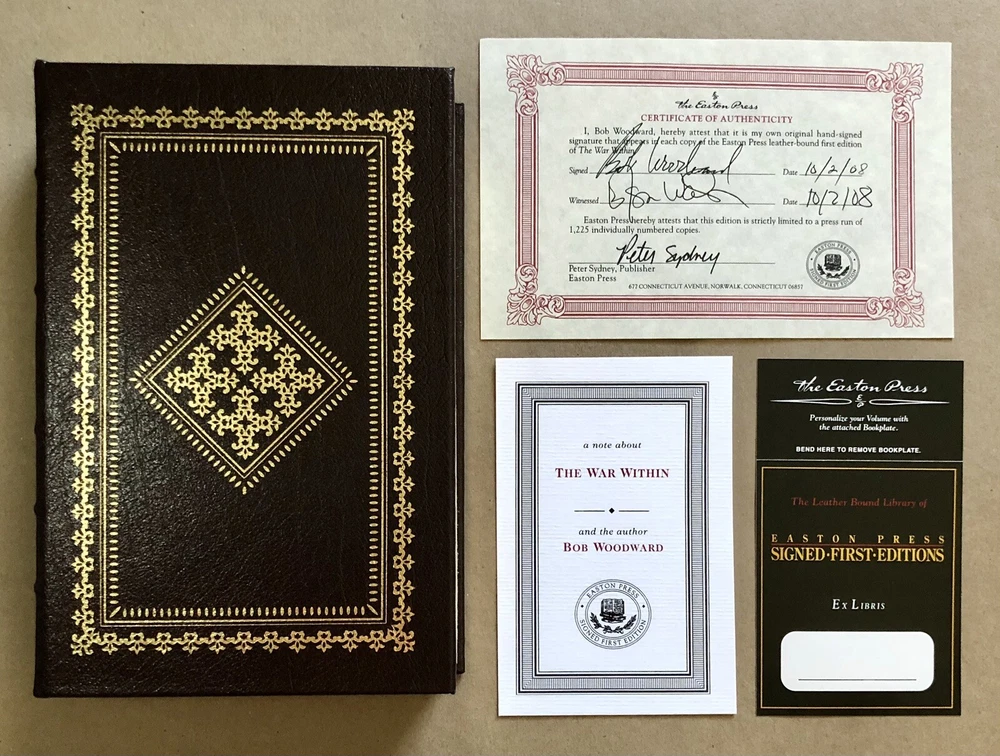 The Easton Press
CERTIFICATE OF AUTHENTICITY
I, Bob Woodward, hereby attest that it is my own original hand-signed
signature that appears in each copy of the Easton Press leather-bound first edition
of The War Within.
Signed Bob Woodward Date 10/2/08
Witnessed Date 10/2/08
Easton Press hereby attests that this edition is strictly limited to a press run of
1,225 individually numbered copies.
Peter Sydney
Peter Sydney, Publisher
Easton Press
677 CONNECTICUT AVENUE, NORWALK, CONNECTICUT 06857
EASTON PRESS
SIGNED FIRST EDITION
a note about
THE WAR WITHIN
and the author
BOB WOODWARD
EASTON PRESS
SIGNED FIRST EDITION
The Easton Press
Personalize your Volume with
the attached Bookplate.
BEND HERE TO REMOVE BOOKPLATE.
The Leather Bound Library of
EASTON PRESS
SIGNED·FIRST·EDITIONS
EX LIBRIS